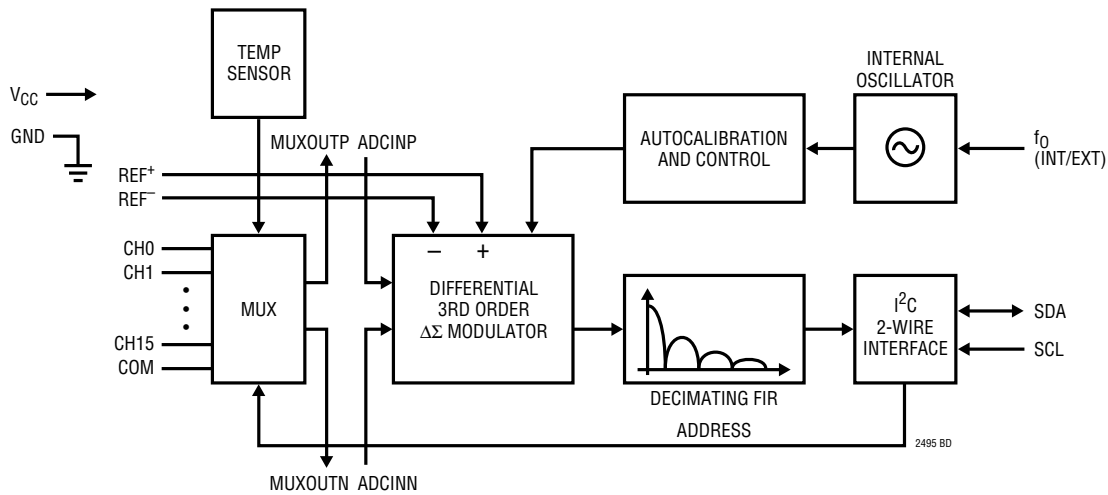 TEMP
SENSOR
INTERNAL
OSCILLATOR
VCC
GND
MUXOUTP ADCINP
AUTOCALIBRATION
AND CONTROL
fO
(INT/EXT)
REF+
REF–
CH0
CH1
•
•
•
CH15
COM
MUX
– +
DIFFERENTIAL
3RD ORDER
ΔΣ MODULATOR
I2C
2-WIRE
INTERFACE
SDA
SCL
DECIMATING FIR
ADDRESS
2495 BD
MUXOUTN ADCINN